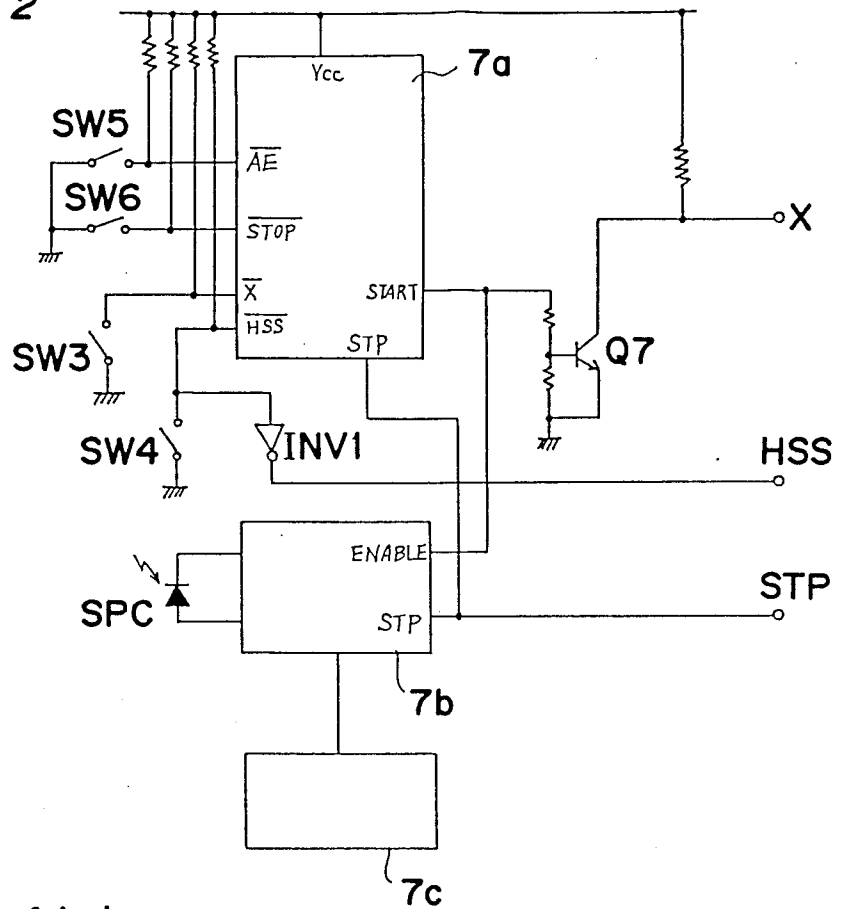 2
7a
Vcc
SW5
AE
SW6
STOP
X
X
START
HSS
STP
SW3
Q7
SW4
INV1
HSS
ENABLE
STP
SPC
STP
7b
7c